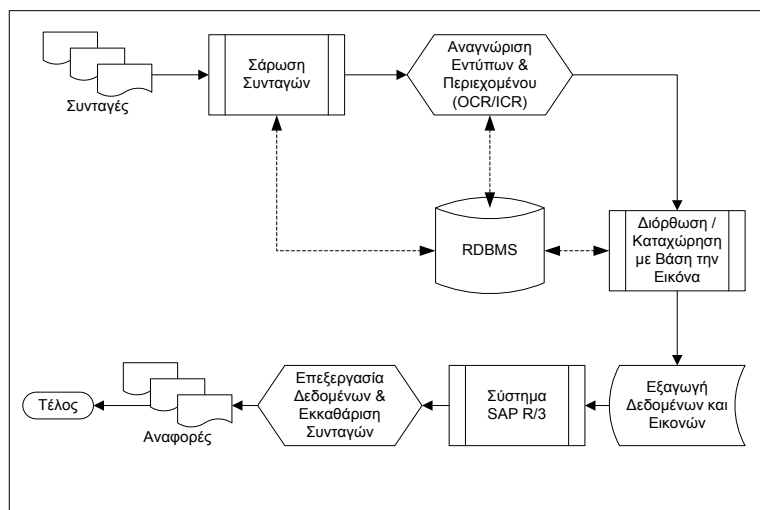 Συνταγές
Σάρωση
Συνταγών
Αναγνώριση
Εντύπων &
Περιεχομένου
(OCR/ICR)
RDBMS
Διόρθωση /
Καταχώρηση
με Βάση την
Εικόνα
Τέλος
Αναφορές
Επεξεργασία
Δεδομένων &
Εκκαθάριση
Συνταγών
Σύστημα
SAP R/3
Εξαγωγή
Δεδομένων και
Εικονών